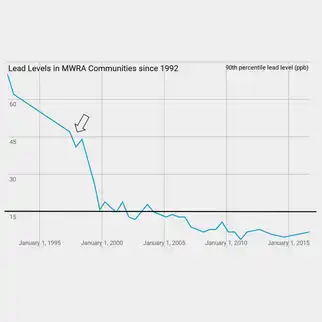 Lead Levels in MWRA Communities since 1992
90th percentile lead level (ppb)
60
45
30
15
January 1, 1995
January 1, 2000
January 1, 2005
January 1, 2010
January 1, 2015